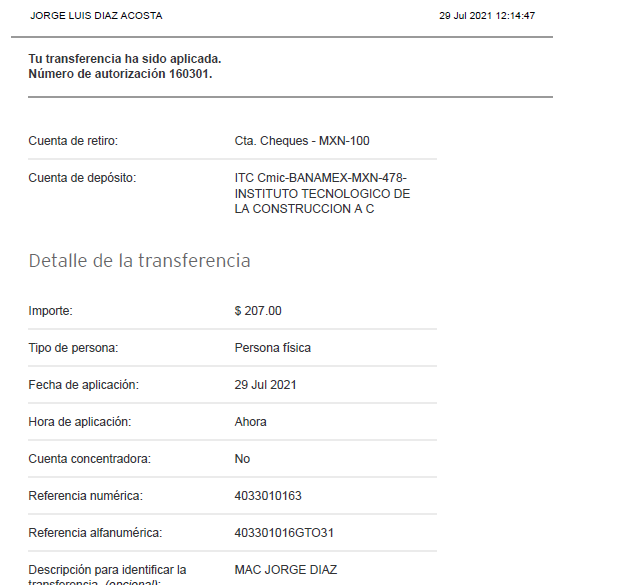 JORGE LUIS DIAZ ACOSTA 29 Jul 2021 12:14:47
Tu transferencia ha sido aplicada.
Número de autorización 160301.
Cuenta de retiro: Cta. Cheques - MXN-100
Cuenta de depósito: ITC Cmic-BANAMEX-MXN-478-
INSTITUTO TECNOLOGICO DE
LA CONSTRUCCION A C
Detalle de la transferencia
Importe: $ 207.00
Tipo de persona: Persona física
Fecha de aplicación: 29 Jul 2021
Hora de aplicación: Ahora
Cuenta concentradora: No
Referencia numérica: 4033010163
Referencia alfanumérica: 403301016GTO31
Descripción para identificar la MAC JORGE DIAZ
transferencia (opcional):